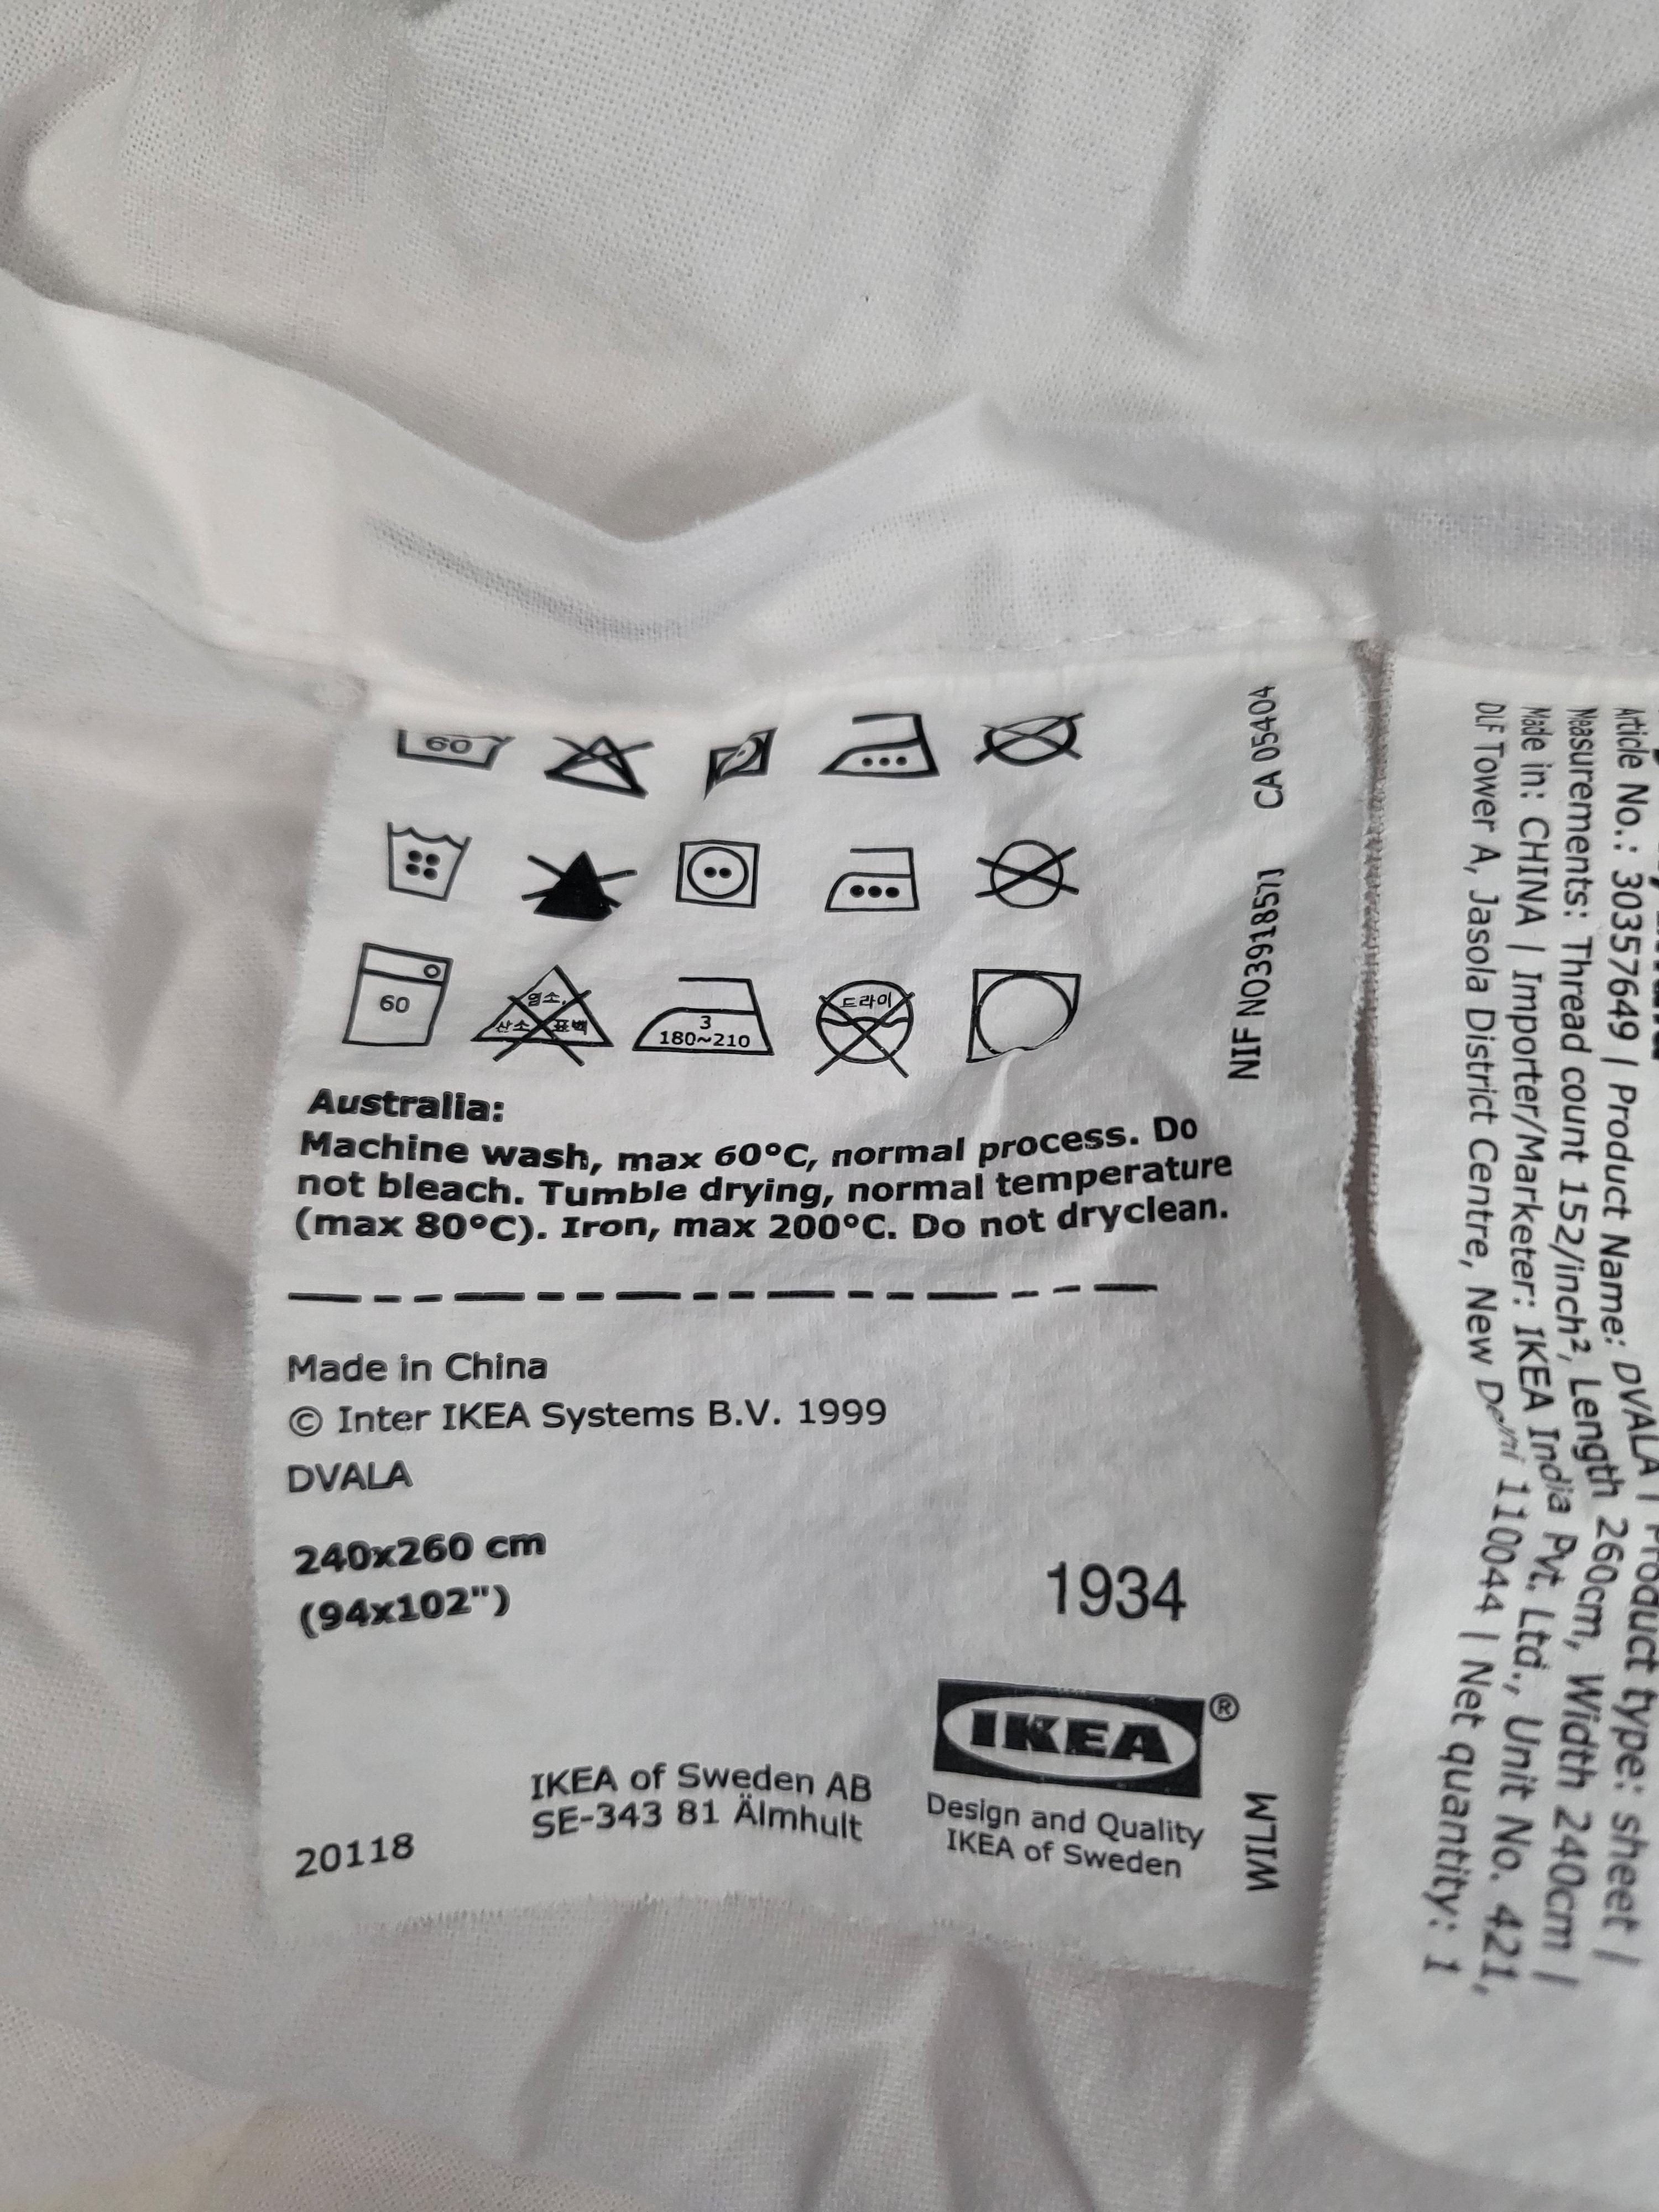 60
60
염소,
산소 표백
3
180~210
드라이
Australia:
Machine wash, max 60°C, normal process. Do
not bleach. Tumble drying, normal temperature
(max 80°C). Iron, max 200°C. Do not dryclean.
Made in China
© Inter IKEA Systems B.V. 1999
DVALA
240x260 cm
(94x102")
1934
IKEA®
Design and Quality
IKEA of Sweden
IKEA of Sweden AB
SE-343 81 Älmhult
20118
NIF NO3918571 CA 05404
WILM
Article No.: 30357649 | Product Name: DVALA | Product type: sheet |
Measurements: Thread count 152/inch², Length 260cm, Width 240cm |
Made in: CHINA | Importer/Marketer: IKEA India Pvt. Ltd., Unit No. 421,
DLF Tower A, Jasola District Centre, New Delhi 110044 | Net quantity: 1